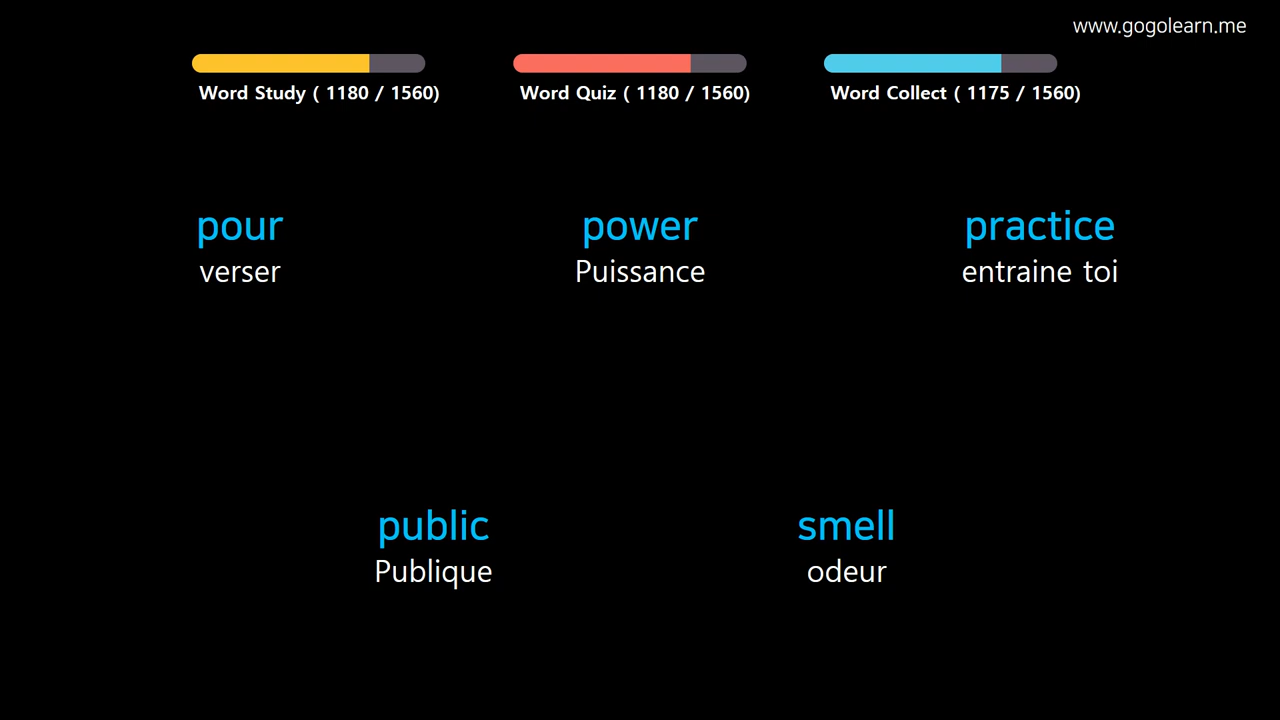 www.gogolearn.me
Word Study ( 1180 / 1560)
Word Quiz ( 1180 / 1560)
Word Collect ( 1175 / 1560)
pour
verser
power
Puissance
practice
entraine toi
public
Publique
smell
odeur